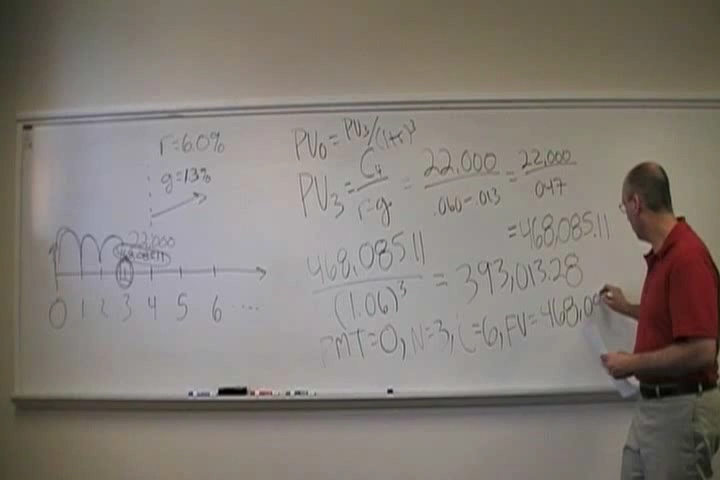 r=6.0%
g=1.3%
22,000
0 1 2 3 4 5 6 ...
PV₀=PV₃/(1+r)³
PV₃=C₄/r-g = 22,000/.060-.013 = 22,000/.047
=468,085.11
468,085.11/(1.06)³ = 393,013.28
PMT=0, N=3, i=6, FV=468,0